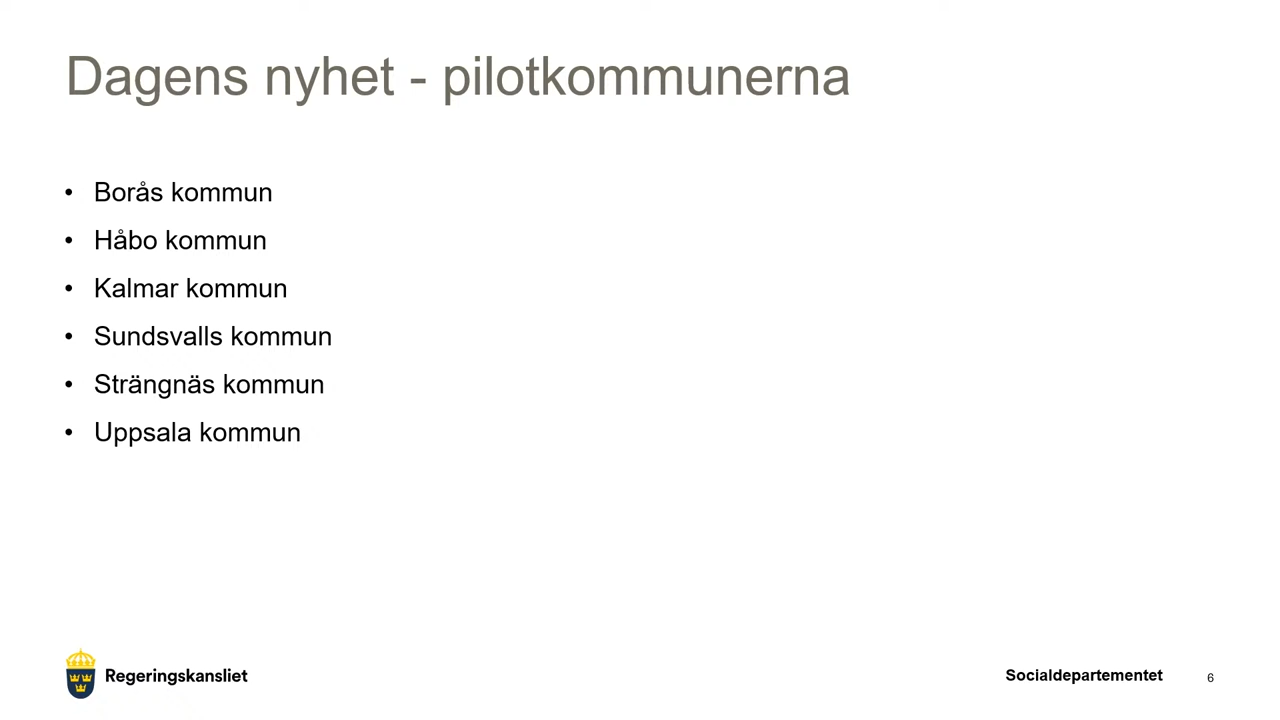 Dagens nyhet - pilotkommunerna
• Borås kommun
• Håbo kommun
• Kalmar kommun
• Sundsvalls kommun
• Strängnäs kommun
• Uppsala kommun
Regeringskansliet
Socialdepartementet
6